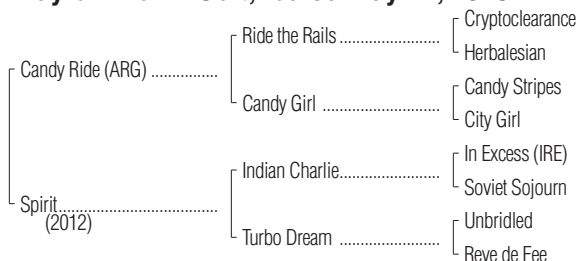 Cryptoclearance
Ride the Rails
Herbalesian
Candy Ride (ARG)
Candy Stripes
Candy Girl
City Girl
In Excess (IRE)
Indian Charlie
Soviet Sojourn
Spirit
(2012)
Unbridled
Turbo Dream
Reve de Fee